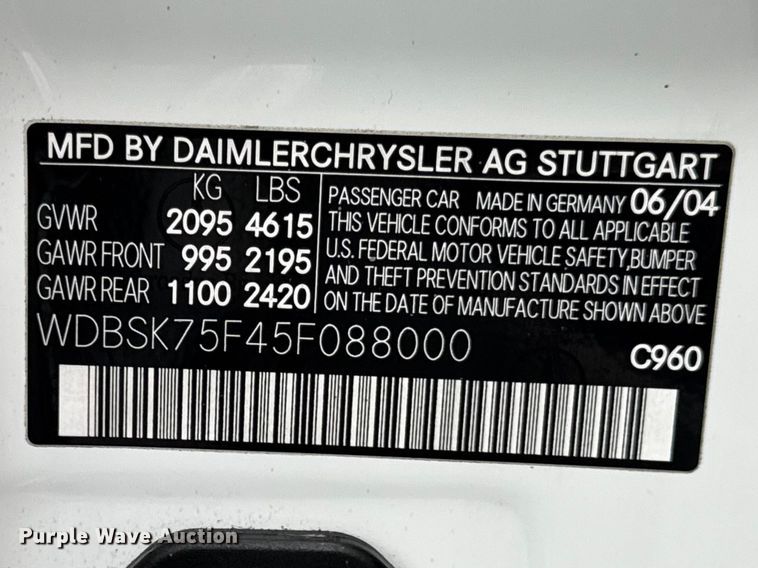 MFD BY DAIMLERCHRYSLER AG STUTTGART
KG LBS
GVWR 2095 4615
GAWR FRONT 995 2195
GAWR REAR 1100 2420
PASSENGER CAR MADE IN GERMANY 06/04
THIS VEHICLE CONFORMS TO ALL APPLICABLE
U.S. FEDERAL MOTOR VEHICLE SAFETY,BUMPER
AND THEFT PREVENTION STANDARDS IN EFFECT
ON THE DATE OF MANUFACTURE SHOWN ABOVE
WDBSK75F45F088000
C960
Purple Wave Auction